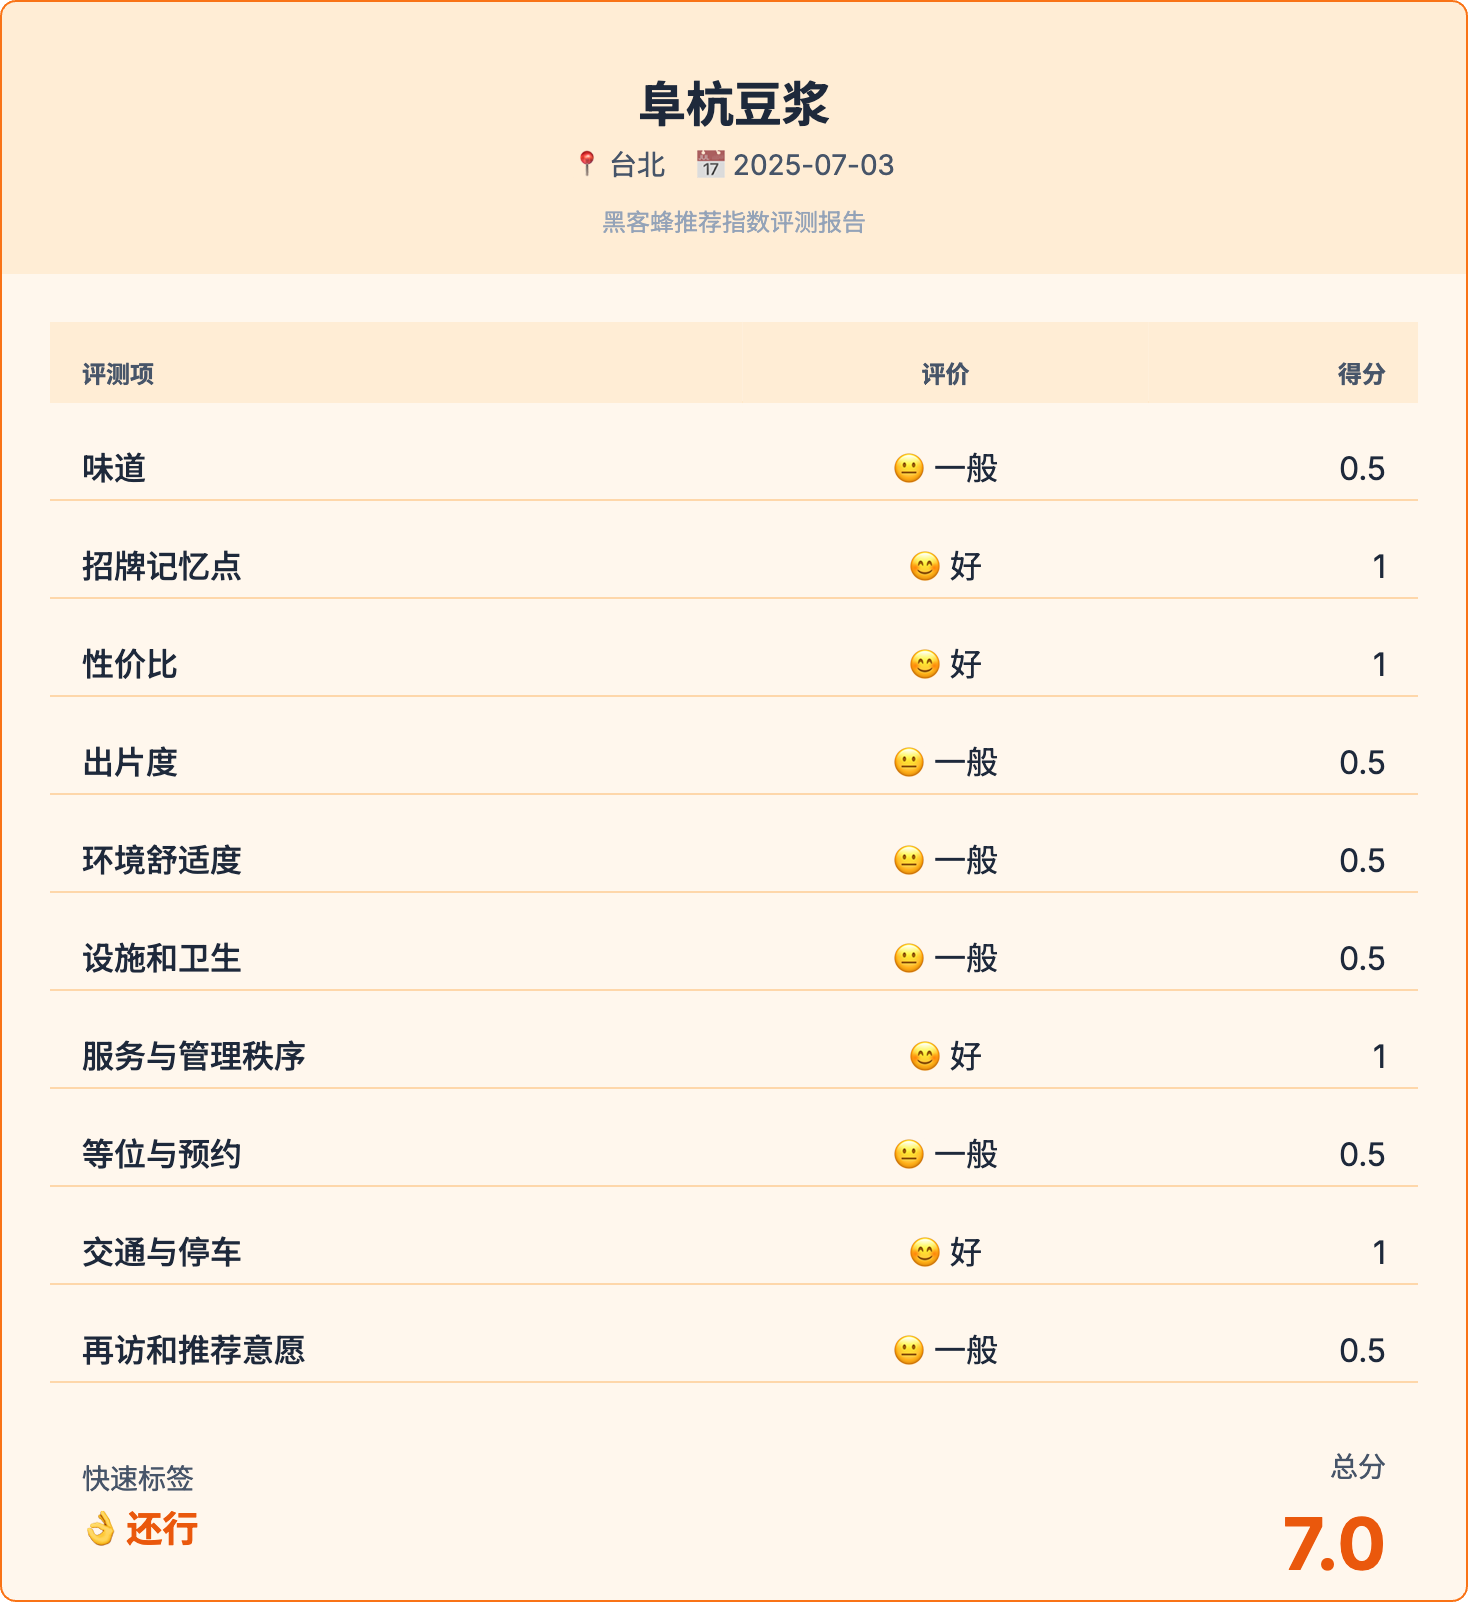 阜杭豆浆
📍 台北 📅 2025-07-03
黑客蜂推荐指数评测报告
评测项 评价 得分
味道 😐 一般 0.5
招牌记忆点 😊 好 1
性价比 😊 好 1
出片度 😐 一般 0.5
环境舒适度 😐 一般 0.5
设施和卫生 😐 一般 0.5
服务与管理秩序 😊 好 1
等位与预约 😐 一般 0.5
交通与停车 😊 好 1
再访和推荐意愿 😐 一般 0.5
快速标签
👌 还行
总分
7.0